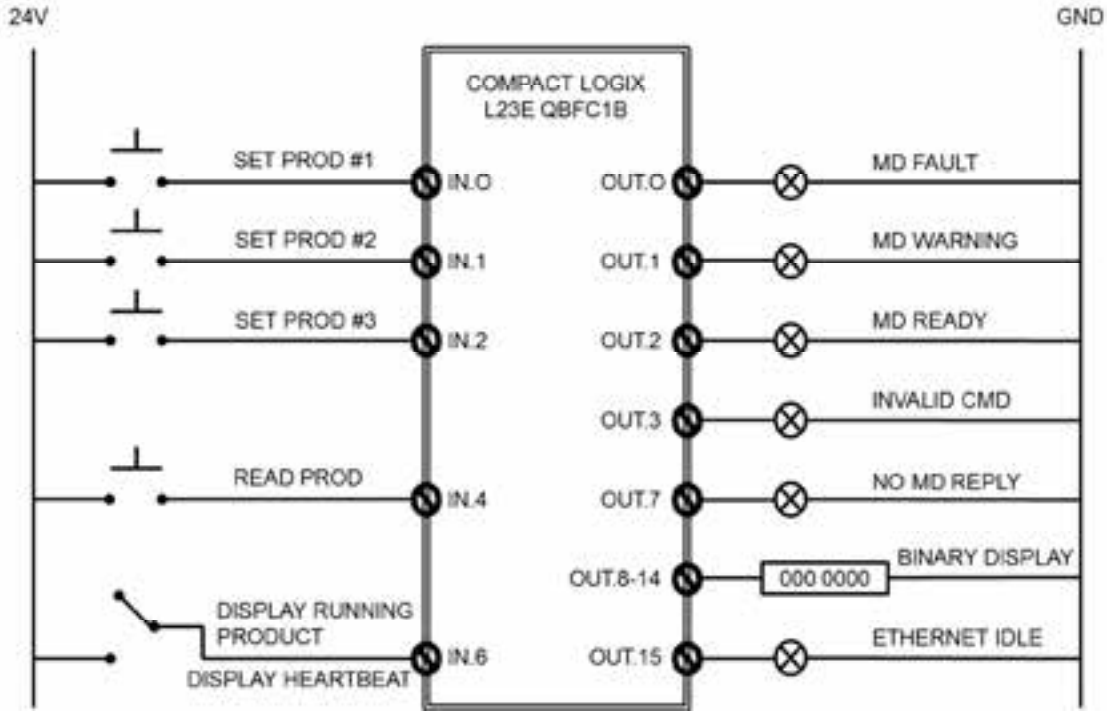 24V
GND
COMPACT LOGIX
L23E QBFC1B
SET PROD #1
IN.O
OUT.O
MD FAULT
SET PROD #2
IN.1
OUT.1
MD WARNING
SET PROD #3
IN.2
OUT.2
MD READY
OUT.3
INVALID CMD
READ PROD
IN.4
OUT.7
NO MD REPLY
OUT.8-14
000 0000
BINARY DISPLAY
DISPLAY RUNNING
PRODUCT
DISPLAY HEARTBEAT
IN.6
OUT.15
ETHERNET IDLE